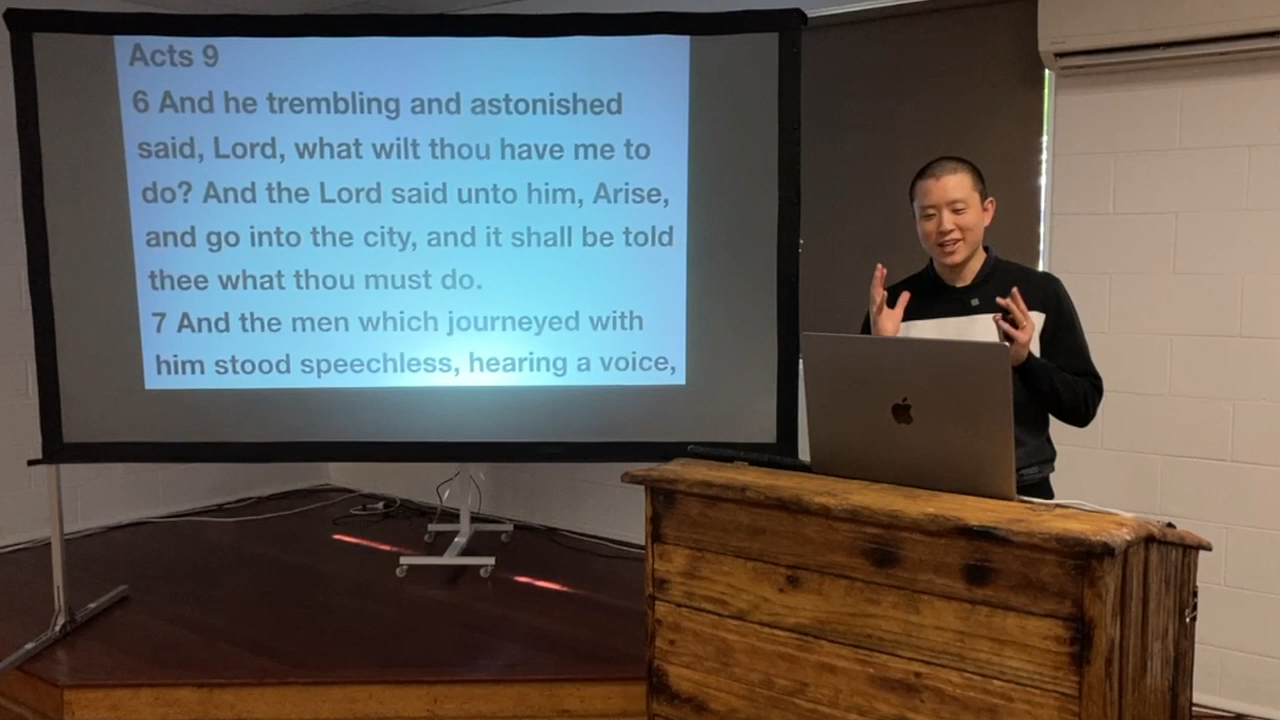 Acts 9
6 And he trembling and astonished
said, Lord, what wilt thou have me to
do? And the Lord said unto him, Arise,
and go into the city, and it shall be told
thee what thou must do.
7 And the men which journeyed with
him stood speechless, hearing a voice,